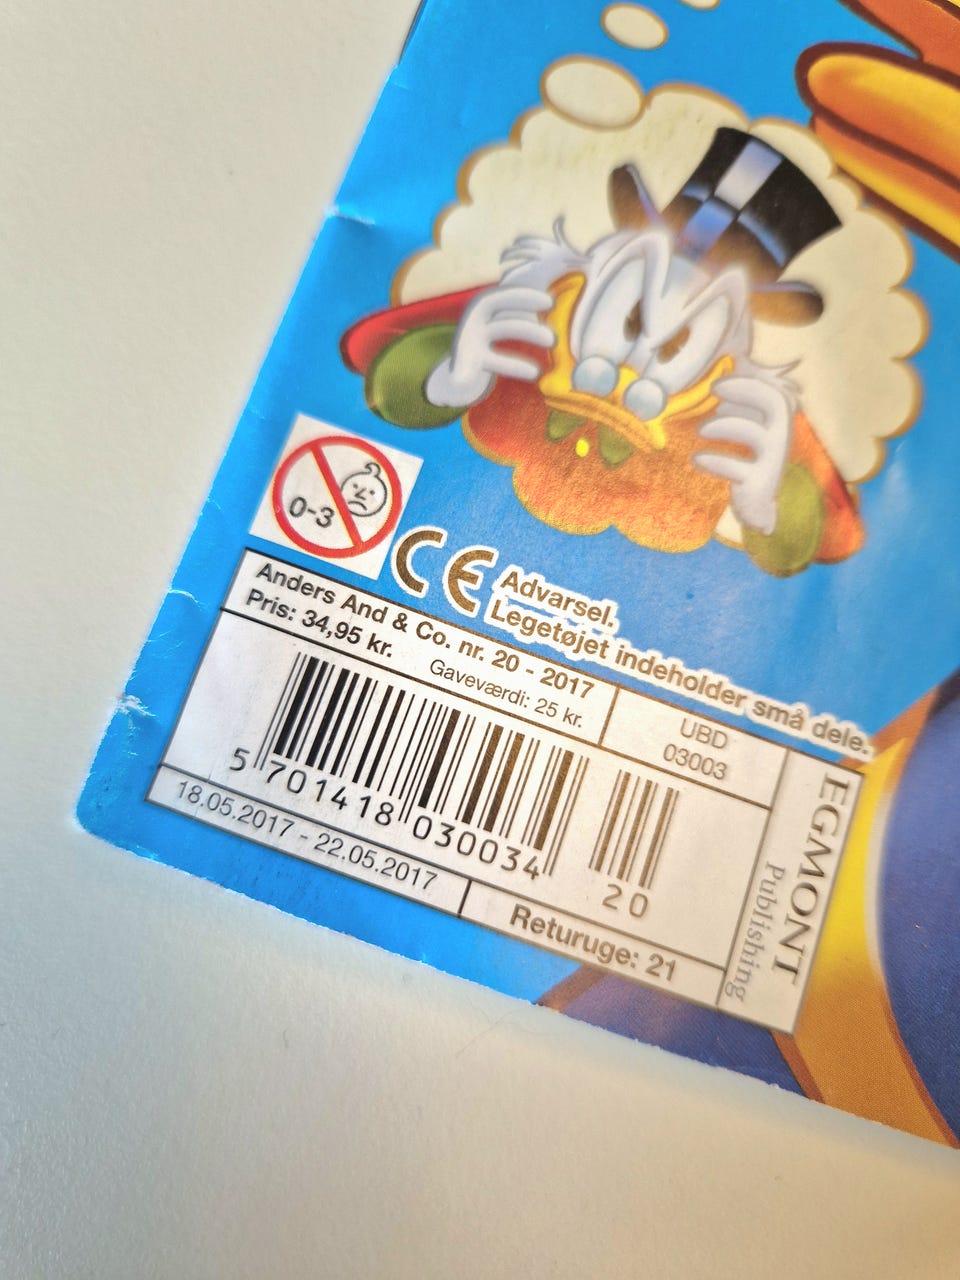 0-3
CE
Advarsel.
Legetøjet indeholder små dele.
Anders And & Co. nr. 20 - 2017
Pris: 34,95 kr.
Gaveværdi: 25 kr.
UBD
03003
5 701418 030034
20
18.05.2017 - 22.05.2017
Returuge: 21
EGMONT
Publishing